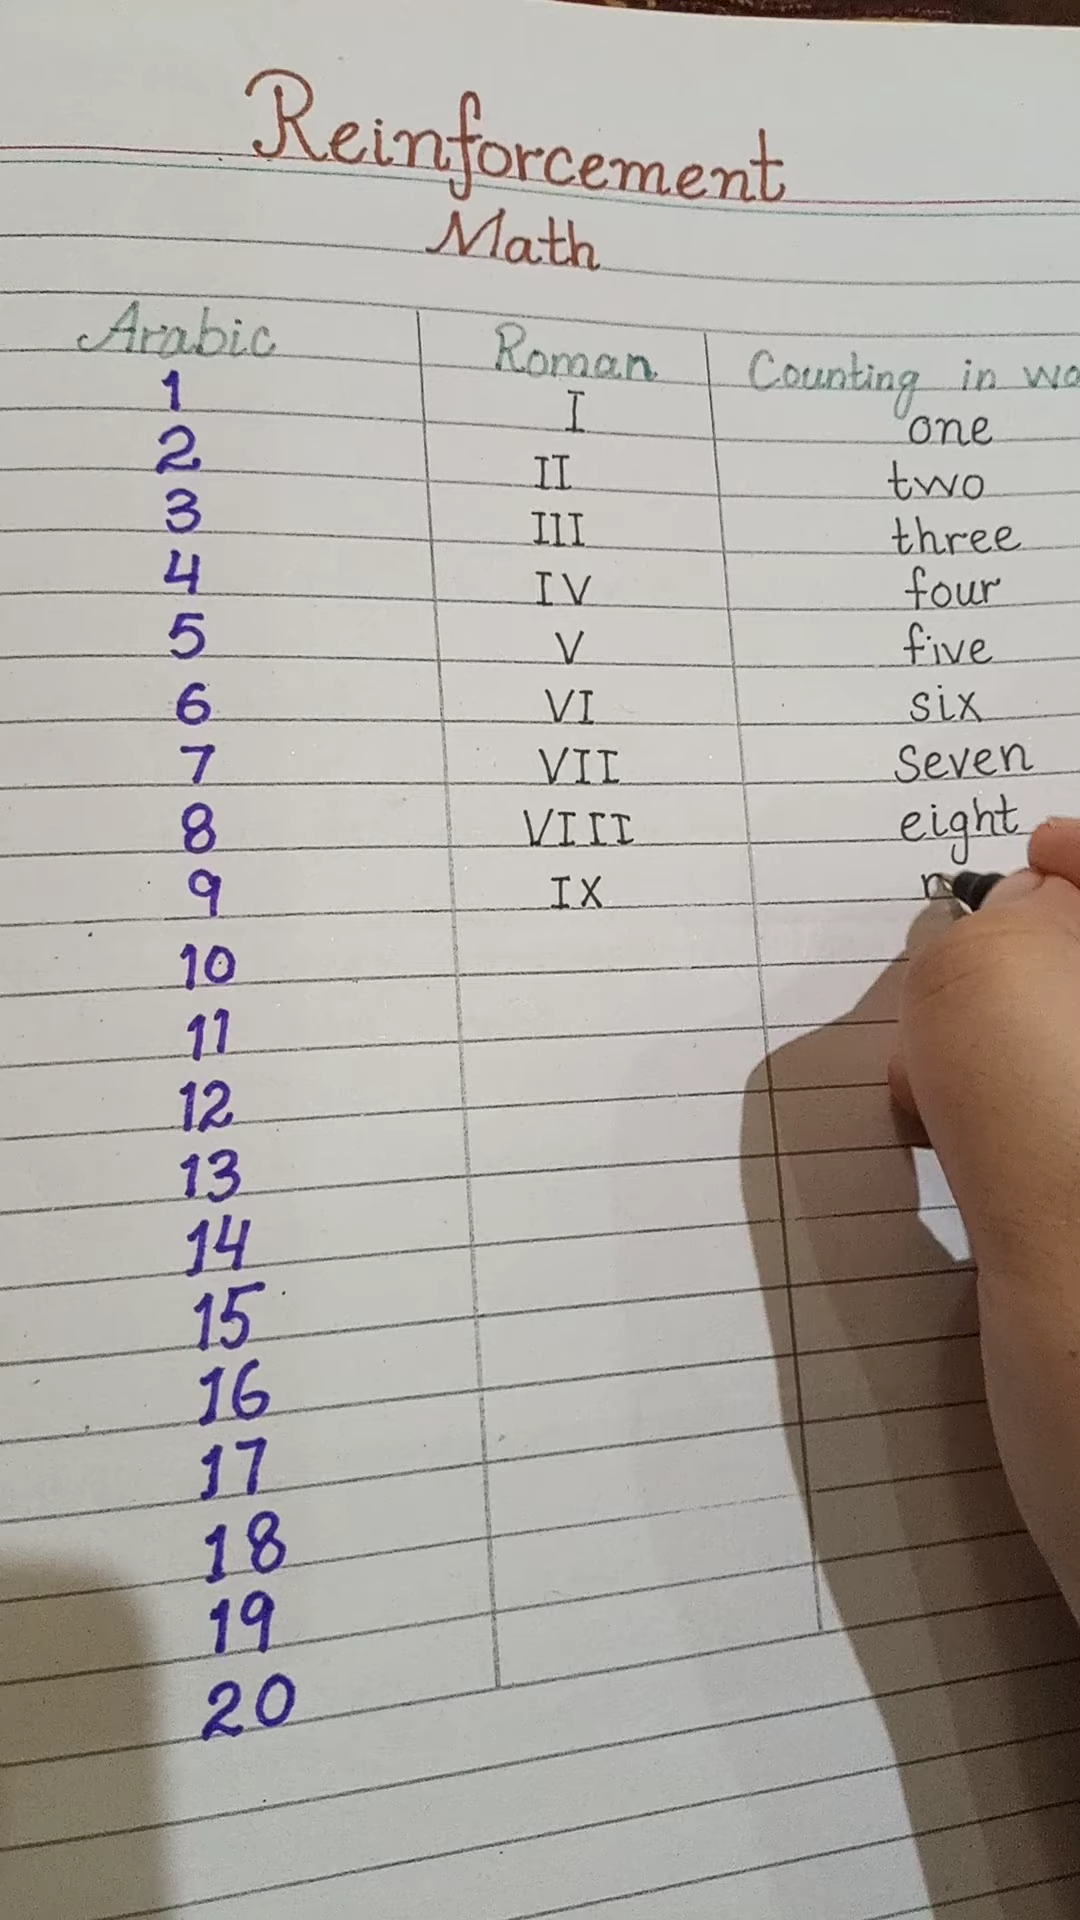 Reinforcement
Math
Arabic Roman Counting in
1 I one
2 II two
3 III three
4 IV four
5 V five
6 VI six
7 VII seven
8 VIII eight
9 IX
10
11
12
13
14
15
16
17
18
19
20